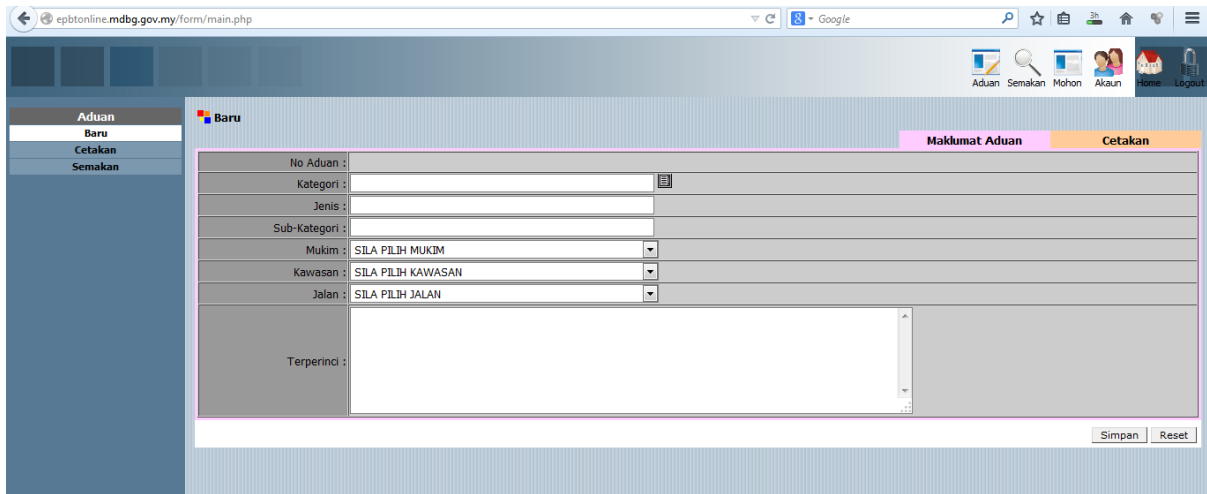 epbtonline.mdbg.gov.my/form/main.php
8 Google
3h
Aduan Semakan Mohon Akaun Home Logout
Aduan
Baru
Cetakan
Semakan
Baru
Maklumat Aduan Cetakan
No Aduan :
Kategori :
Jenis :
Sub-Kategori :
Mukim : SILA PILIH MUKIM
Kawasan : SILA PILIH KAWASAN
Jalan : SILA PILIH JALAN
Terperinci :
Simpan Reset